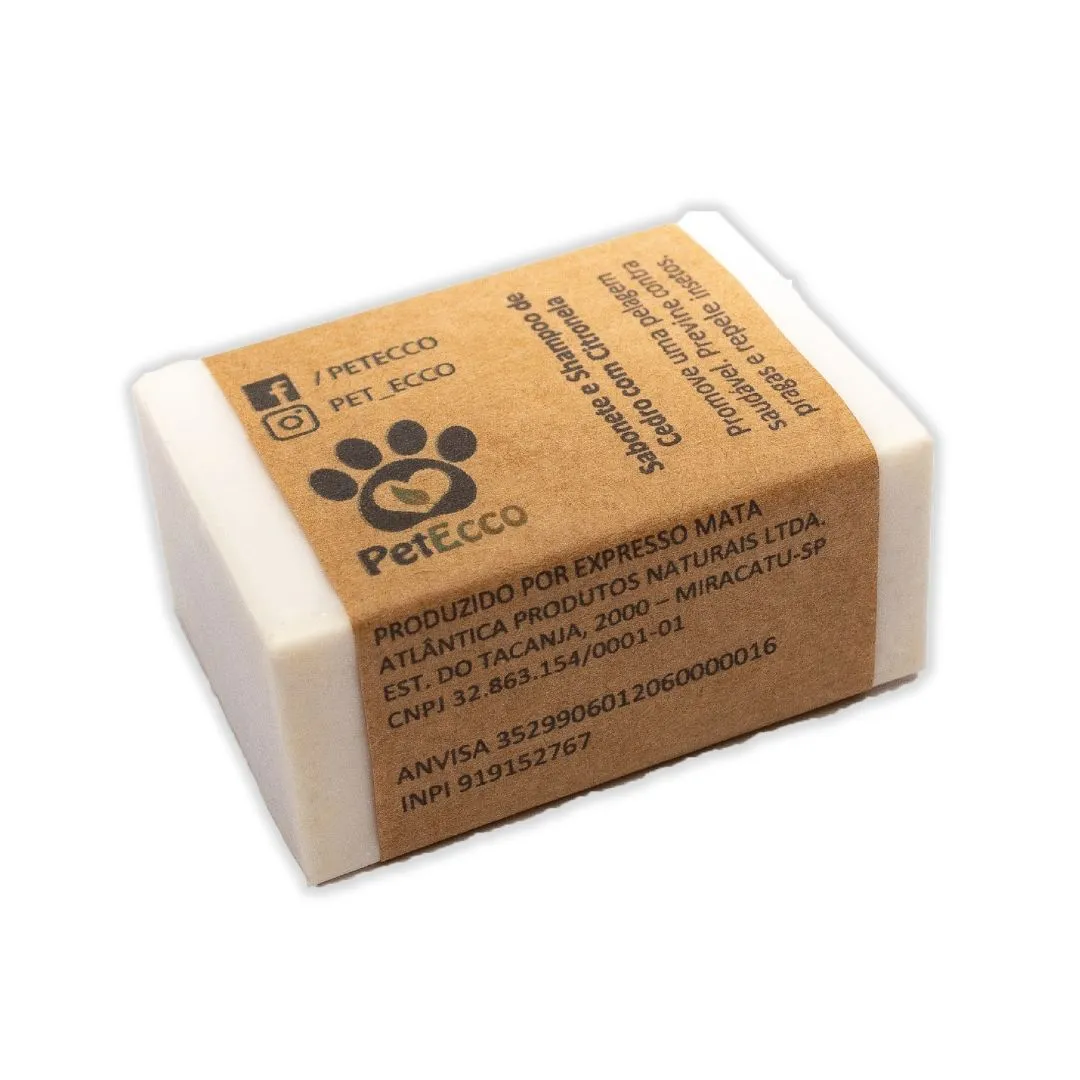 / PETECCO
PET_ECCO
PetEcco
Sabonete e Shampoo de
Cedro com Citronela
Promove uma pelagem
saudável. Previne contra
pragas e repele insetos.
PRODUZIDO POR EXPRESSO MATA
ATLÂNTICA PRODUTOS NATURAIS LTDA.
EST. DO TACANJA, 2000 – MIRACATU-SP
CNPJ 32.863.154/0001-01
ANVISA 3529906012060000016
INPI 919152767